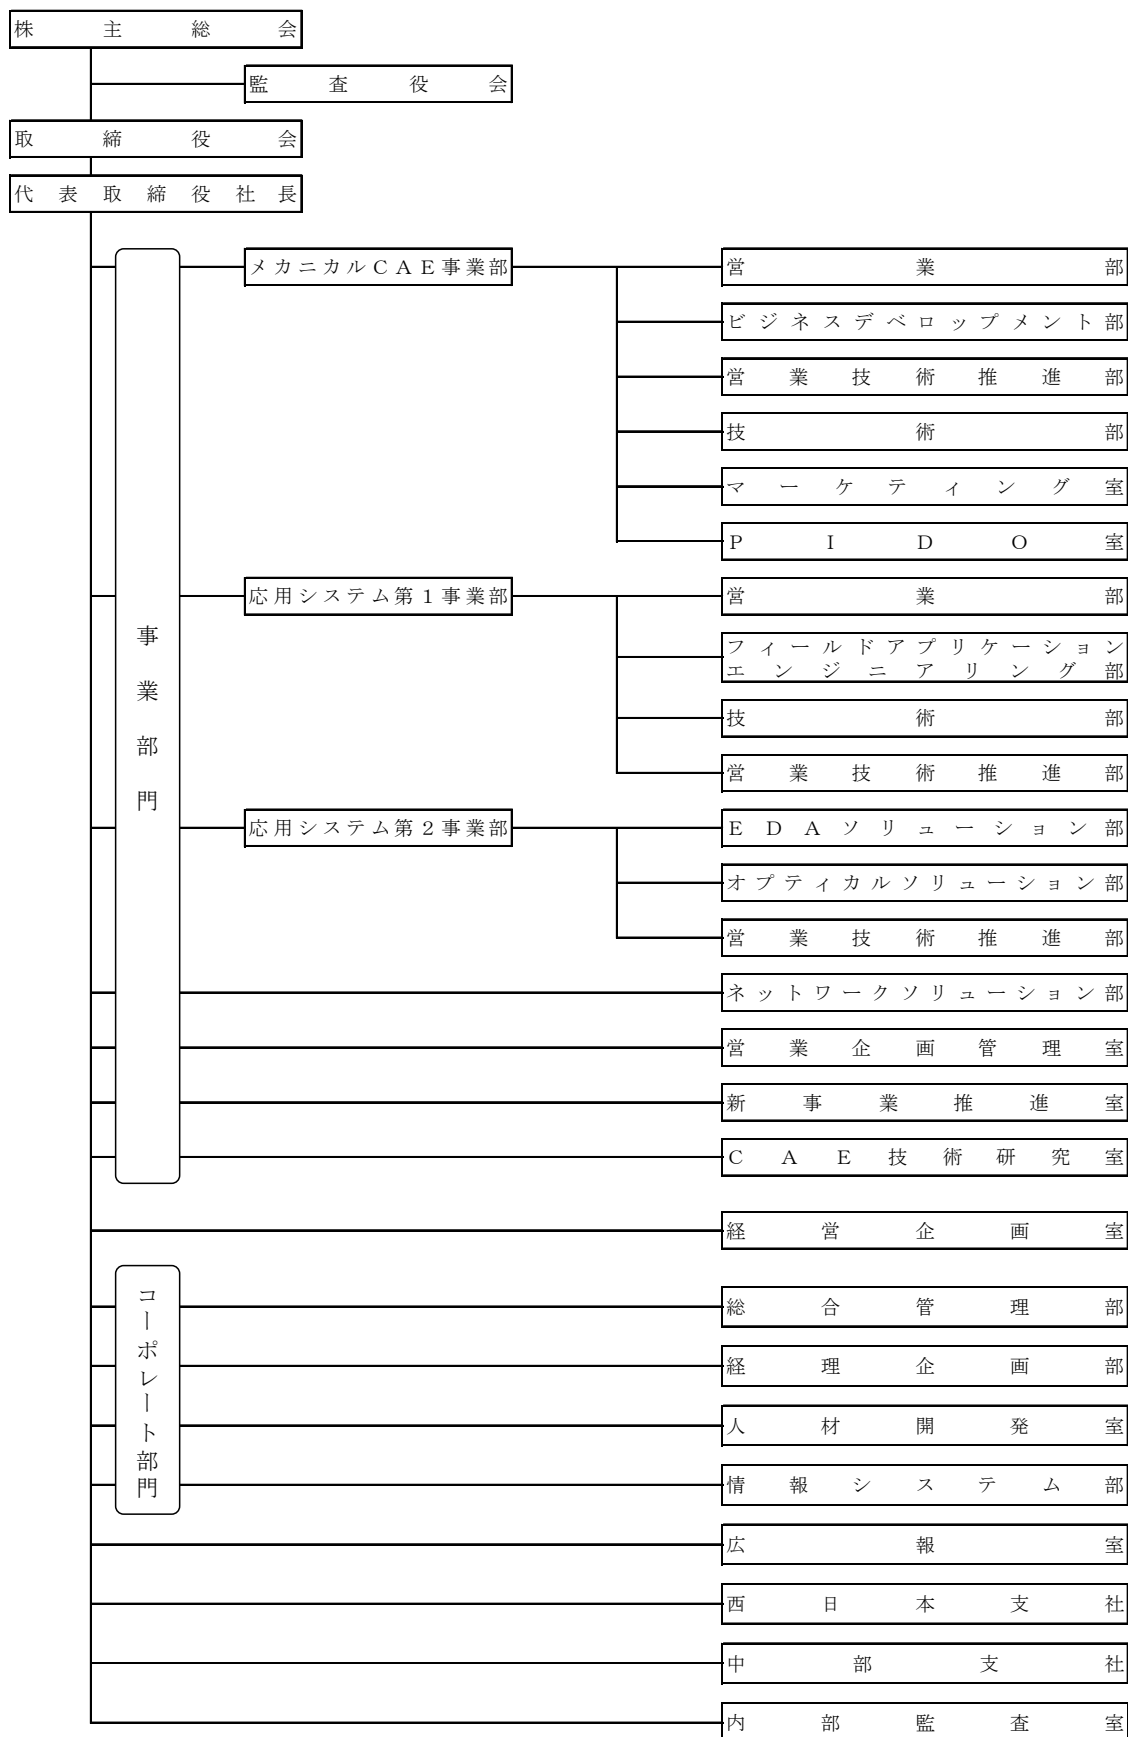 株主総会
監査役会
取締役会
代表取締役社長
事業部門
メカニカルＣＡＥ事業部
営業部
ビジネスデベロップメント部
営業技術推進部
技術部
マーケティング室
ＰＩＤＯ室
応用システム第１事業部
営業部
フィールドアプリケーション
エンジニアリング部
技術部
営業技術推進部
応用システム第２事業部
ＥＤＡソリューション部
オプティカルソリューション部
営業技術推進部
ネットワークソリューション部
営業企画管理室
新事業推進室
ＣＡＥ技術研究室
経営企画室
コーポレート部門
総合管理部
経理企画部
人材開発室
情報システム部
広報室
西日本支社
中部支社
内部監査室